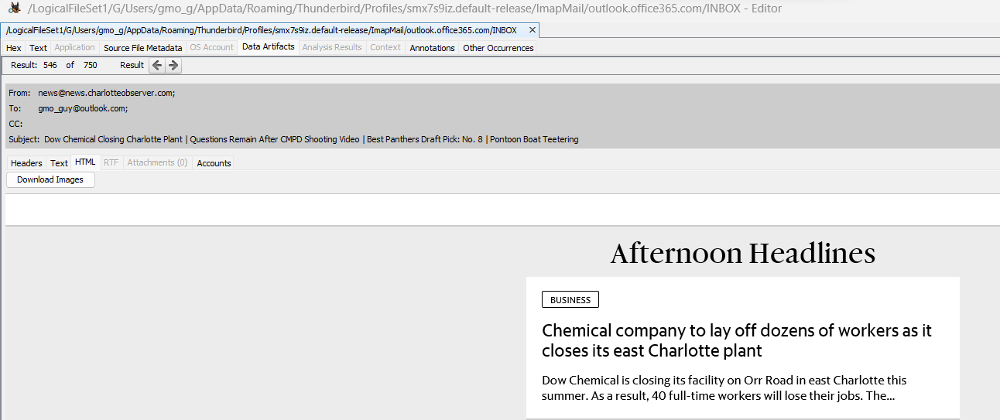 /LogicalFileSet1/G/Users/gmo_g/AppData/Roaming/Thunderbird/Profiles/smx7s9iz.default-release/ImapMail/outlook.office365.com/INBOX - Editor
/LogicalFileSet1/G/Users/gmo_g/AppData/Roaming/Thunderbird/Profiles/smx7s9iz.default-release/ImapMail/outlook.office365.com/INBOX ×
Hex Text Application Source File Metadata OS Account Data Artifacts Analysis Results Context Annotations Other Occurrences
Result: 546 of 750 Result
From: news@news.charlotteobserver.com;
To: gmo_guy@outlook.com;
CC:
Subject: Dow Chemical Closing Charlotte Plant | Questions Remain After CMPD Shooting Video | Best Panthers Draft Pick: No. 8 | Pontoon Boat Teetering
Headers Text HTML RTF Attachments (0) Accounts
Download Images
Afternoon Headlines
BUSINESS
Chemical company to lay off dozens of workers as it
closes its east Charlotte plant
Dow Chemical is closing its facility on Orr Road in east Charlotte this
summer. As a result, 40 full-time workers will lose their jobs. The...